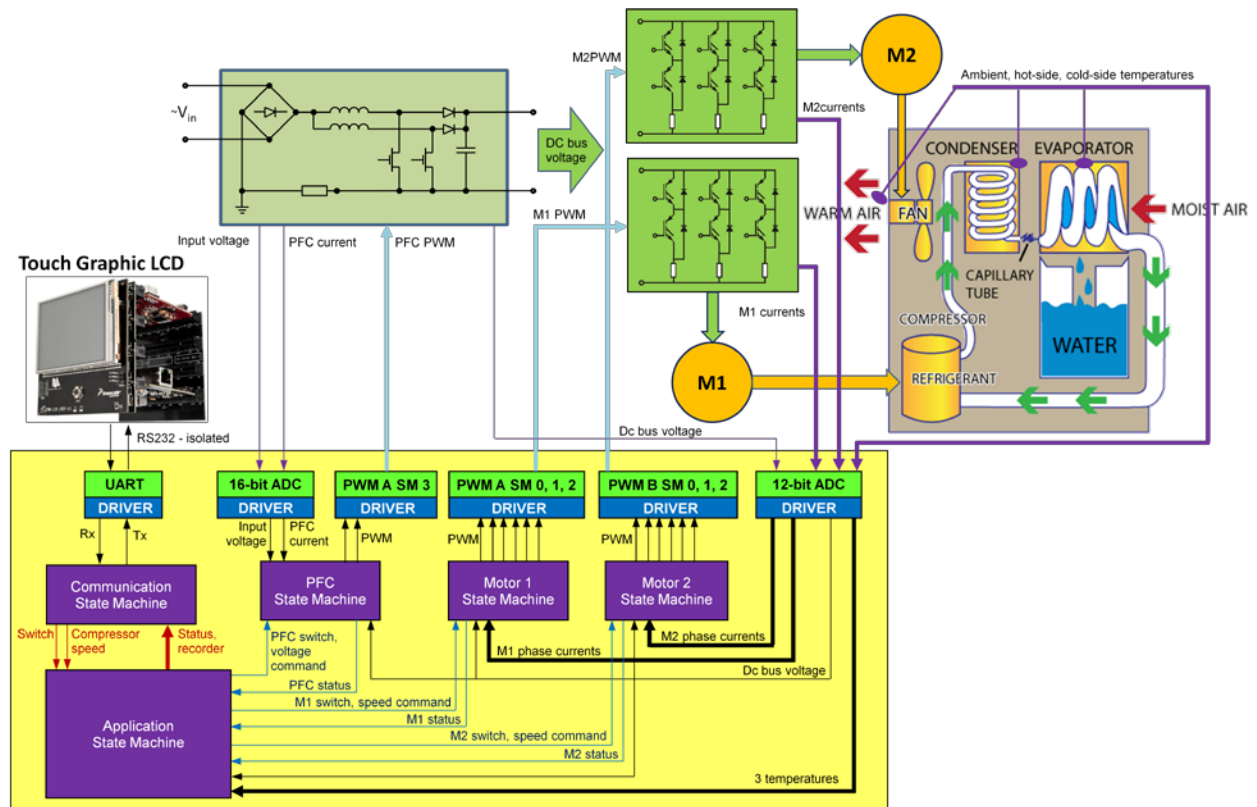 M2PWM
M2
Ambient, hot-side, cold-side temperatures
~Vin
DC bus
voltage
M2currents
CONDENSER
EVAPORATOR
WARM AIR
FAN
MOIST AIR
M1 PWM
Input voltage
PFC current
PFC PWM
CAPILLARY
TUBE
Touch Graphic LCD
M1 currents
COMPRESSOR
WATER
M1
REFRIGERANT
RS232 - isolated
Dc bus voltage
UART
DRIVER
16-bit ADC
DRIVER
PWM A SM 3
DRIVER
PWM A SM 0, 1, 2
DRIVER
PWM B SM 0, 1, 2
DRIVER
12-bit ADC
DRIVER
Rx
Tx
Input
voltage
PFC
current
PWM
PWM
PWM
Communication
State Machine
PFC
State Machine
Motor 1
State Machine
Motor 2
State Machine
Switch
Compressor
speed
Status,
recorder
PFC switch,
voltage
command
M2 phase currents
M1 phase currents
Dc bus voltage
PFC status
M1 switch, speed command
M1 status
Application
State Machine
M2 switch, speed command
M2 status
3 temperatures